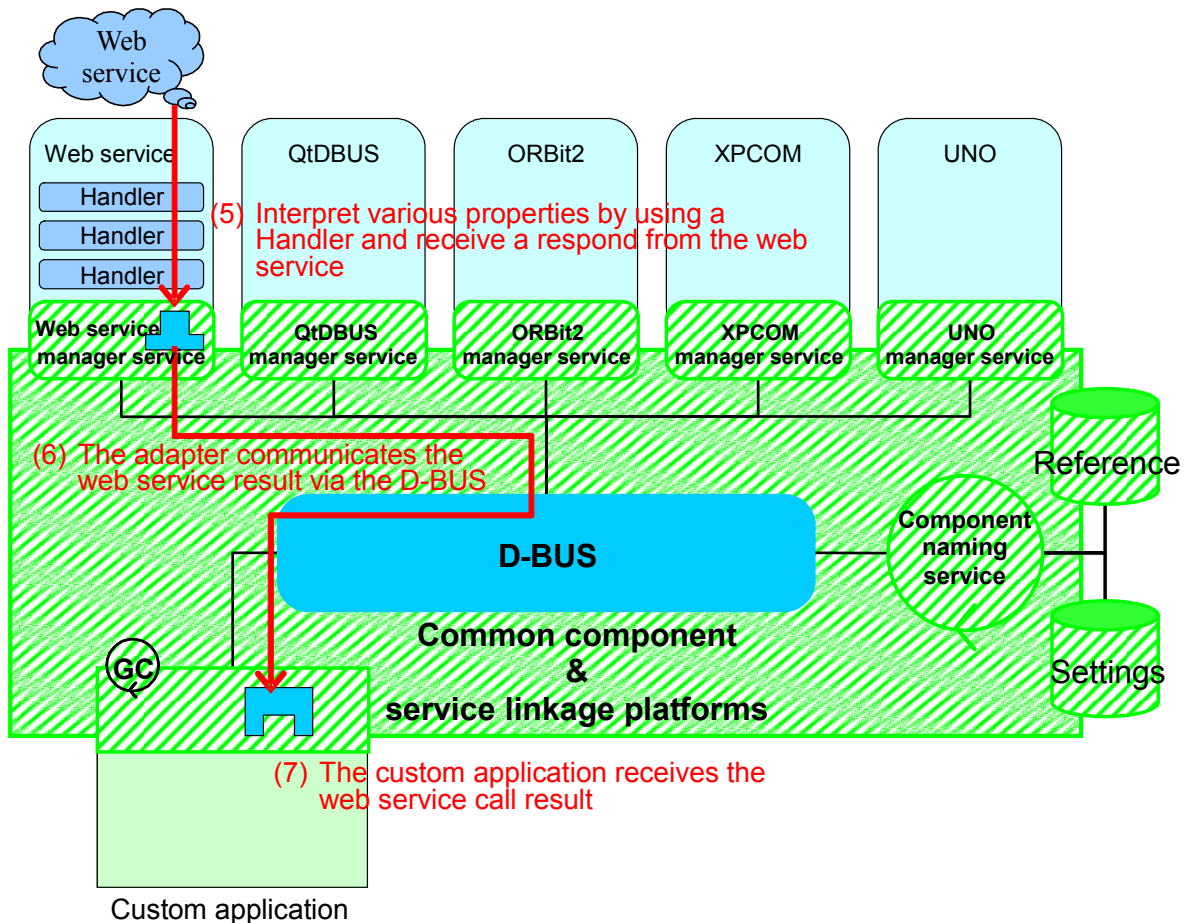 Web
service
Web service
QtDBUS
ORBit2
XPCOM
UNO
Handler
Handler
Handler
(5) Interpret various properties by using a
Handler and receive a respond from the web
service
Web service
manager service
QtDBUS
manager service
ORBit2
manager service
XPCOM
manager service
UNO
manager service
(6) The adapter communicates the
web service result via the D-BUS
Reference
D-BUS
Component
naming
service
Common component
&
service linkage platforms
GC
Settings
(7) The custom application receives the
web service call result
Custom application